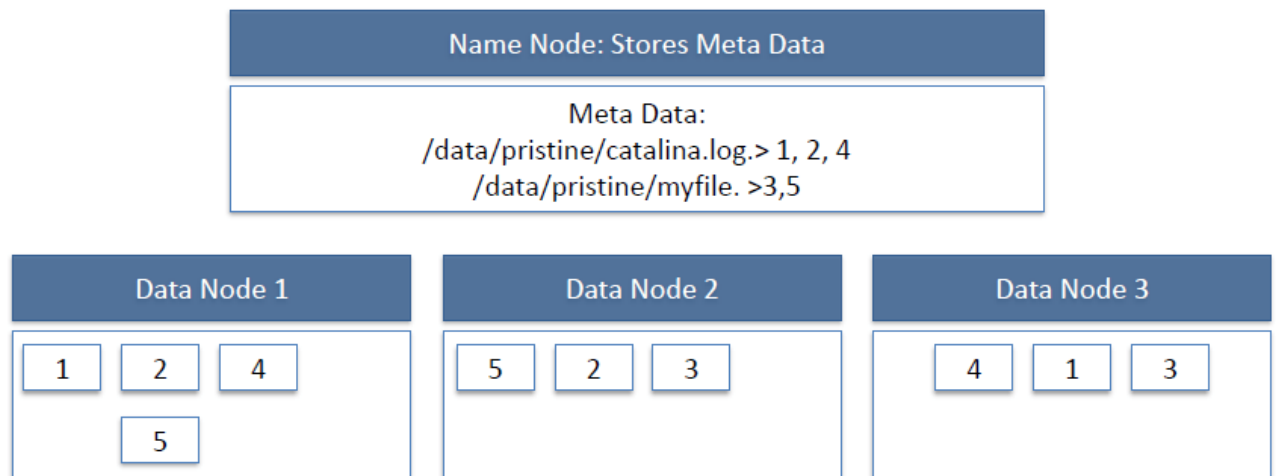 Name Node: Stores Meta Data
Meta Data:
/data/pristine/catalina.log.> 1, 2, 4
/data/pristine/myfile. >3,5
Data Node 1
Data Node 2
Data Node 3
1 2 4
5 2 3
4 1 3
5